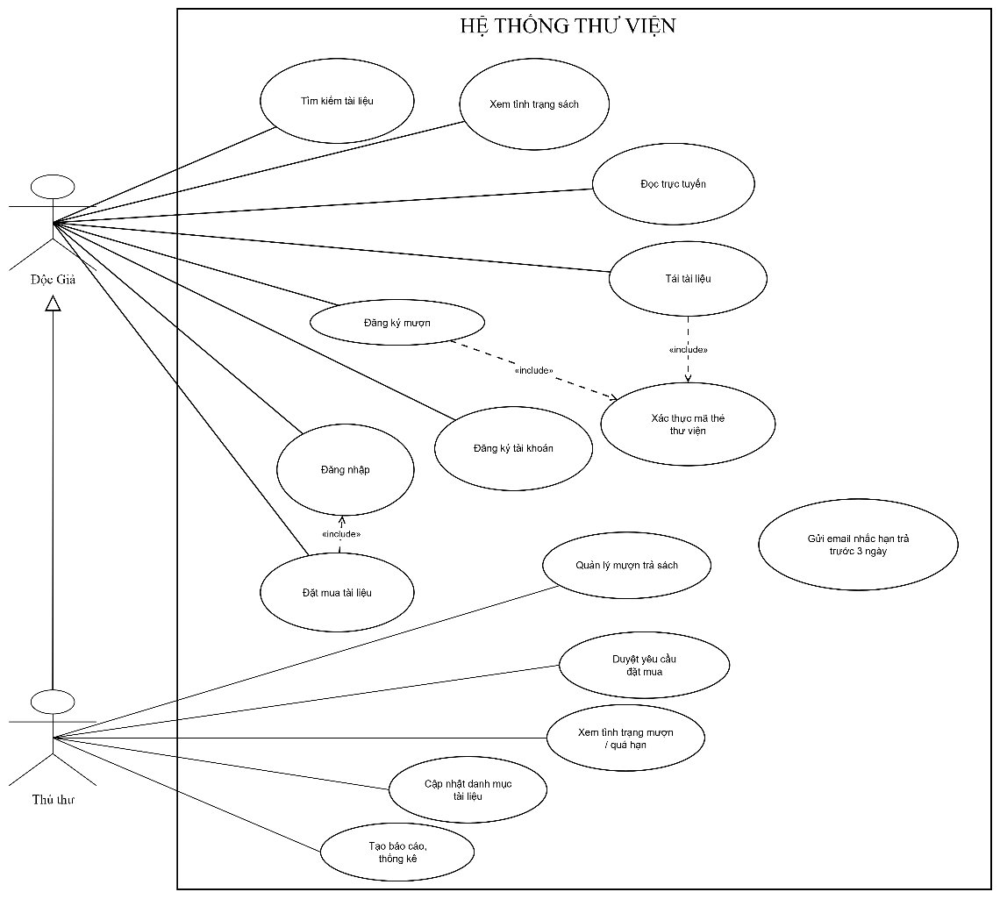 HỆ THỐNG THƯ VIỆN
Tìm kiếm tài liệu
Xem tình trạng sách
Đọc trực tuyến
Độc Giả
Tải tài liệu
Đăng ký mượn
«include»
«include»
Xác thực mã thẻ
thư viện
Đăng ký tài khoản
Đăng nhập
«include»
Gửi email nhắc hạn trả
trước 3 ngày
Quản lý mượn trả sách
Đặt mua tài liệu
Duyệt yêu cầu
đặt mua
Xem tình trạng mượn
/ quá hạn
Thủ thư
Cập nhật danh mục
tài liệu
Tạo báo cáo,
thống kê